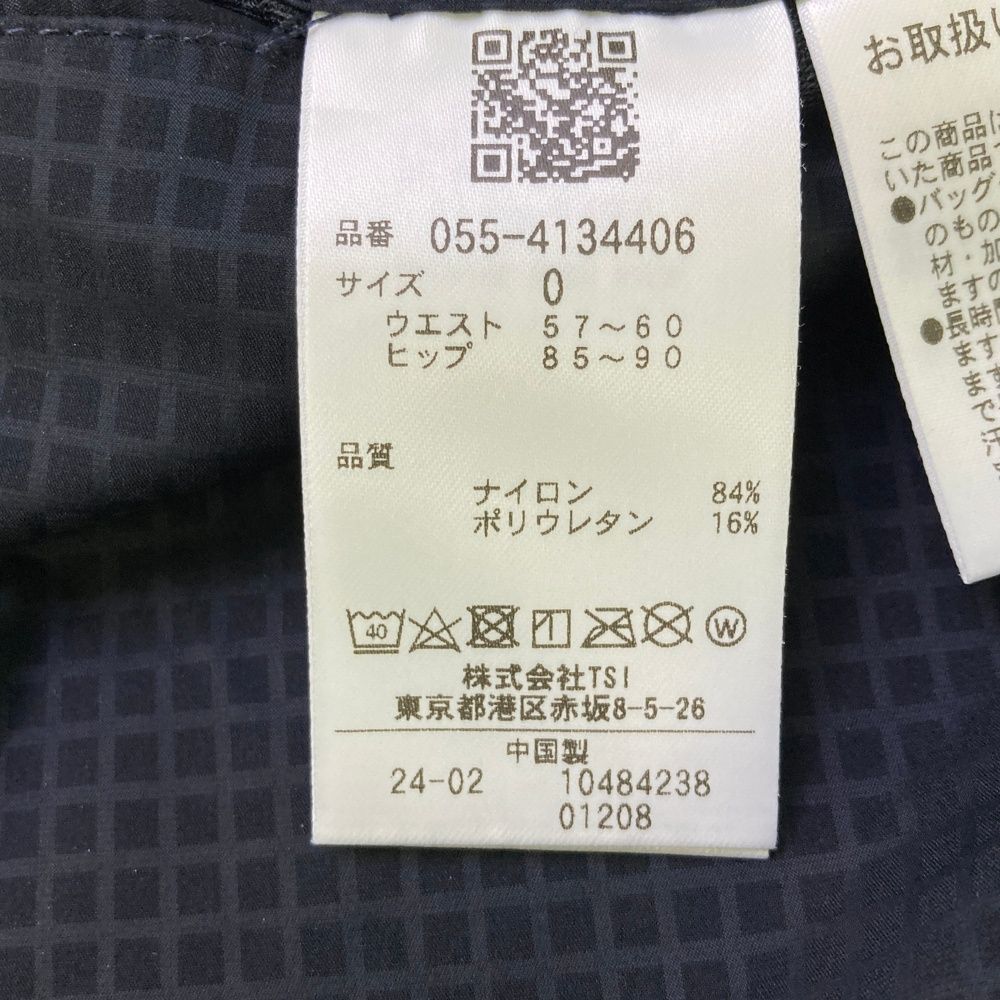 品番 055-4134406
サイズ 0
ウエスト 57～60
ヒップ 85～90
品質
ナイロン 84%
ポリウレタン 16%
40
W
株式会社TSI
東京都港区赤坂8-5-26
中国製
24-02 10484238
01208
お取扱い
この商品は
いた商品
●バッグ
のもの
材・加
ます
●長時
ます
まで